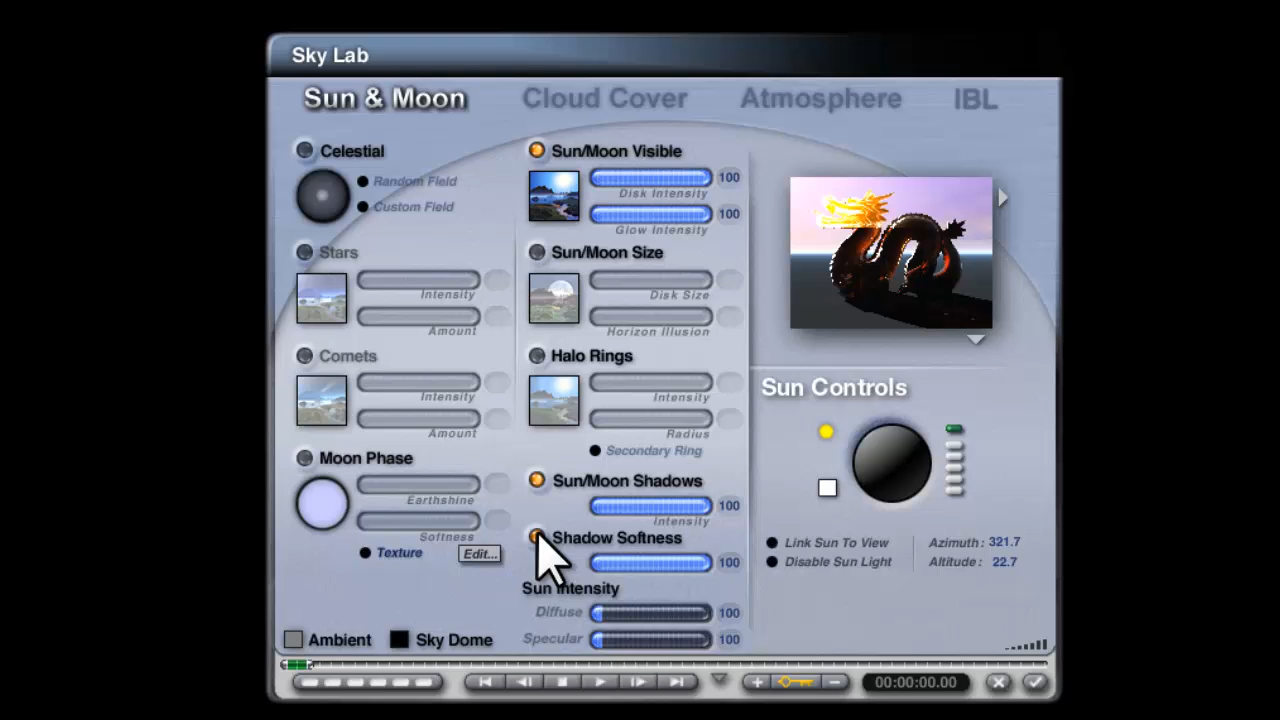 Sky Lab
Sun & Moon Cloud Cover Atmosphere IBL
Celestial
Random Field
Custom Field
Stars
Intensity
Amount
Comets
Intensity
Amount
Moon Phase
Earthshine
Softness
Texture Edit...
Ambient Sky Dome
Sun/Moon Visible
100
Disk Intensity
100
Glow Intensity
Sun/Moon Size
Disk Size
Horizon Illusion
Halo Rings
Intensity
Radius
Secondary Ring
Sun/Moon Shadows
100
Intensity
Shadow Softness
100
Sun Intensity
Diffuse 100
Specular 100
Sun Controls
Link Sun To View
Disable Sun Light
Azimuth: 321.7
Altitude: 22.7
00:00:00.00